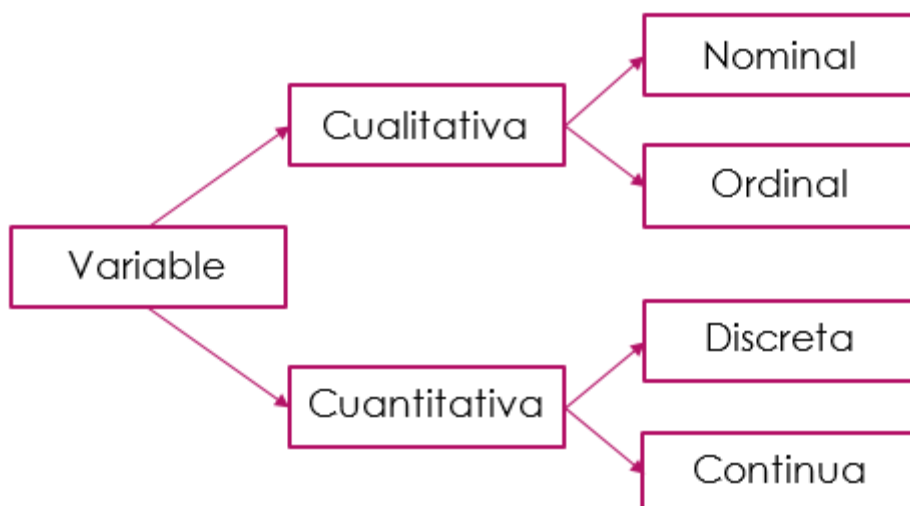 Variable
Cualitativa
Nominal
Ordinal
Cuantitativa
Discreta
Continua